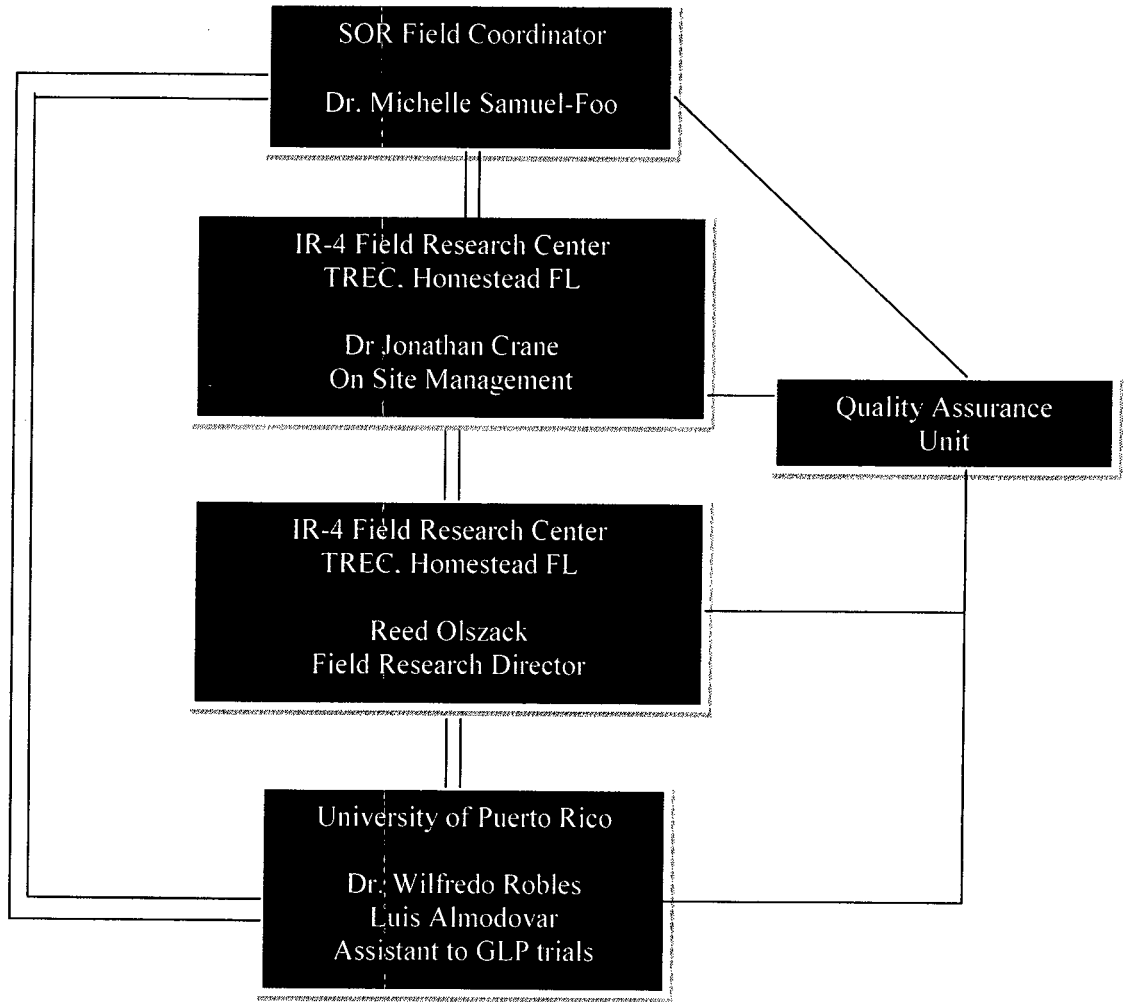 SOR Field Coordinator
Dr. Michelle Samuel-Foo
IR-4 Field Research Center
TREC. Homestead FL
Dr Jonathan Crane
On Site Management
Quality Assurance
Unit
IR-4 Field Research Center
TREC. Homestead FL
Reed Olszack
Field Research Director
University of Puerto Rico
Dr. Wilfredo Robles
Luis Almodovar
Assistant to GLP trials